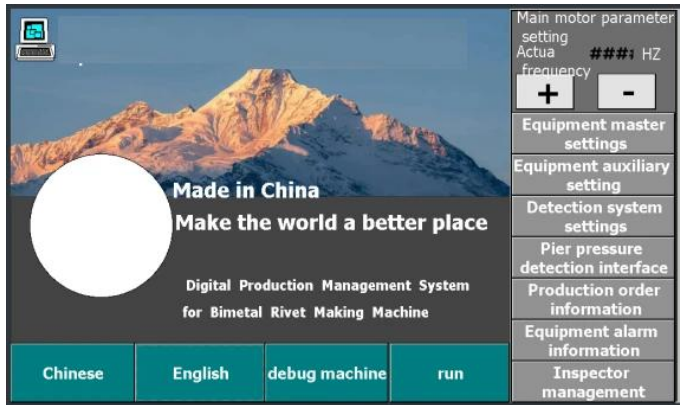 Main motor parameter
setting
Actua ###: HZ
frequency
+ -
Equipment master
settings
Equipment auxiliary
setting
Detection system
settings
Pier pressure
detection interface
Production order
information
Equipment alarm
information
Inspector
management
Made in China
Make the world a better place
Digital Production Management System
for Bimetal Rivet Making Machine
Chinese English debug machine run